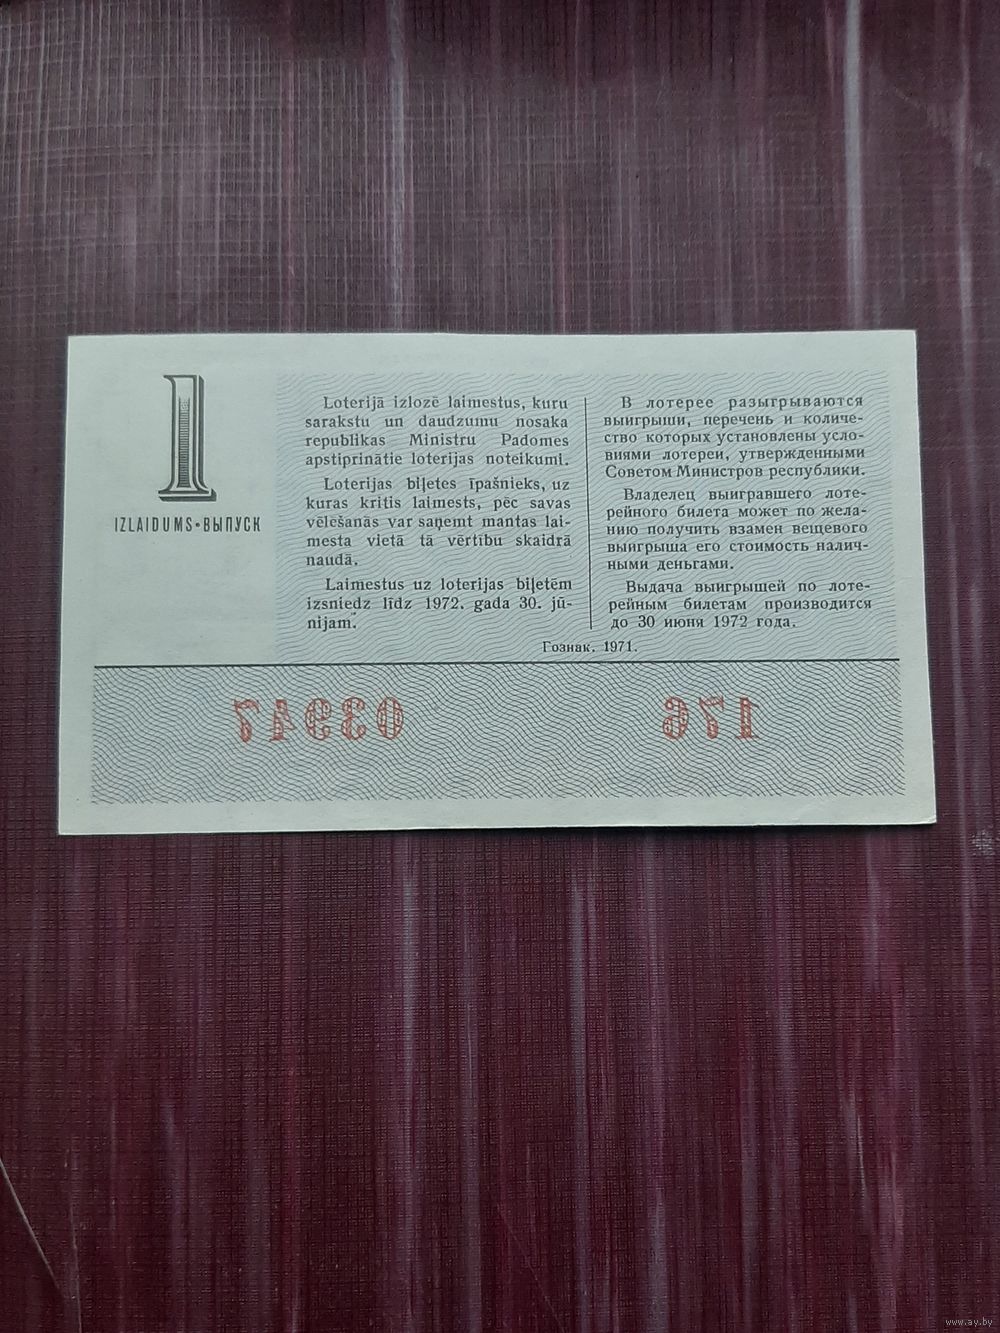 1
IZLAIDUMS•ВЫПУСК
Loterijā izlozē laimestus, kuru
sarakstu un daudzumu nosaka
republikas Ministru Padomes
apstiprinātie loterijas noteikumi.
Loterijas biļetes īpašnieks, uz
kuras kritis laimests, pēc savas
vēlēšanās var saņemt mantas lai-
mesta vietā tā vērtību skaidrā
naudā.
Laimestus uz loterijas biļetēm
izsniedz līdz 1972. gada 30. jū-
nijam.
В лотерее разыгрываются
выигрыши, перечень и количе-
ство которых установлены усло-
виями лотереи, утвержденными
Советом Министров республики.
Владелец выигравшего лоте-
рейного билета может по жела-
нию получить взамен вещевого
выигрыша его стоимость налич-
ными деньгами.
Выдача выигрышей по лоте-
рейным билетам производится
до 30 июня 1972 года.
Гознак. 1971.
03947 176
www.ay.by